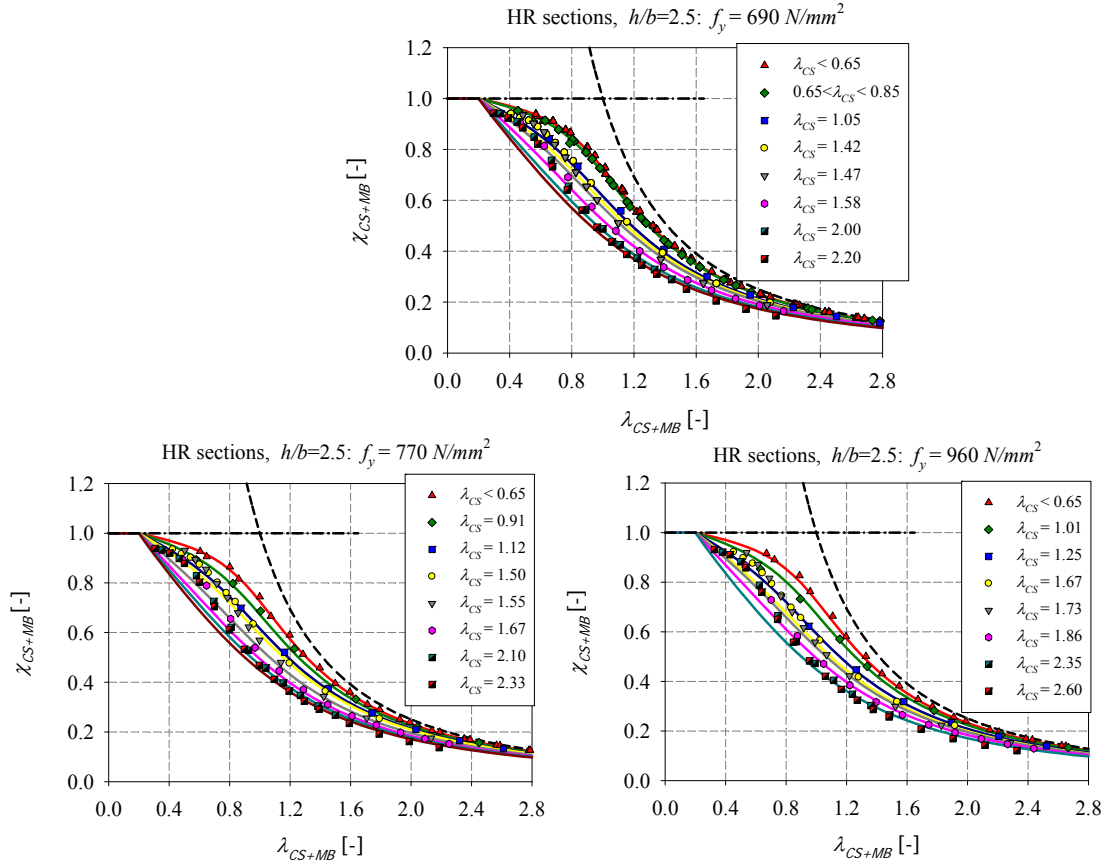 HR sections, h/b=2.5: f_y = 690 N/mm²
1.2
1.0
0.8
0.6
0.4
0.2
0.0
χ_CS+MB [-]
0.0 0.4 0.8 1.2 1.6 2.0 2.4 2.8
λ_CS+MB [-]
λ_CS < 0.65
0.65<λ_CS < 0.85
λ_CS = 1.05
λ_CS = 1.42
λ_CS = 1.47
λ_CS = 1.58
λ_CS = 2.00
λ_CS = 2.20
HR sections, h/b=2.5: f_y = 770 N/mm²
1.2
1.0
0.8
0.6
0.4
0.2
0.0
χ_CS+MB [-]
0.0 0.4 0.8 1.2 1.6 2.0 2.4 2.8
λ_CS+MB [-]
λ_CS < 0.65
λ_CS = 0.91
λ_CS = 1.12
λ_CS = 1.50
λ_CS = 1.55
λ_CS = 1.67
λ_CS = 2.10
λ_CS = 2.33
HR sections, h/b=2.5: f_y = 960 N/mm²
1.2
1.0
0.8
0.6
0.4
0.2
0.0
χ_CS+MB [-]
0.0 0.4 0.8 1.2 1.6 2.0 2.4 2.8
λ_CS+MB [-]
λ_CS < 0.65
λ_CS = 1.01
λ_CS = 1.25
λ_CS = 1.67
λ_CS = 1.73
λ_CS = 1.86
λ_CS = 2.35
λ_CS = 2.60